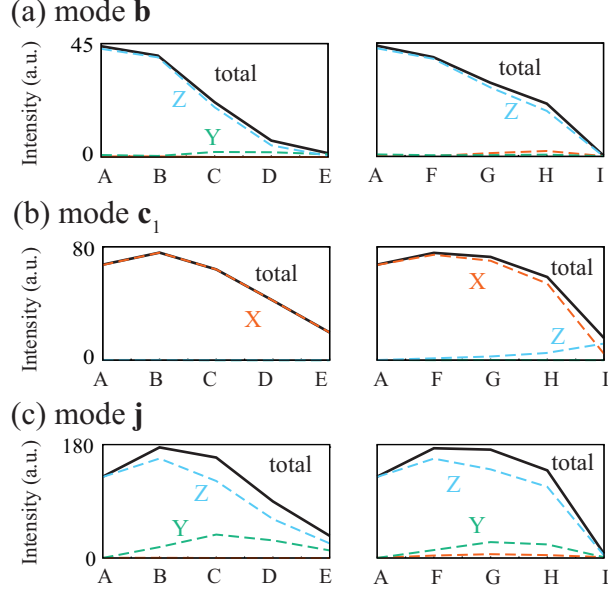 (a) mode b
Intensity (a.u.)
45
0
total
Z
Y
A B C D E
total
Z
A F G H I
(b) mode c1
Intensity (a.u.)
80
0
total
X
A B C D E
total
X
Z
A F G H I
(c) mode j
Intensity (a.u.)
180
0
total
Z
Y
A B C D E
total
Z
Y
A F G H I